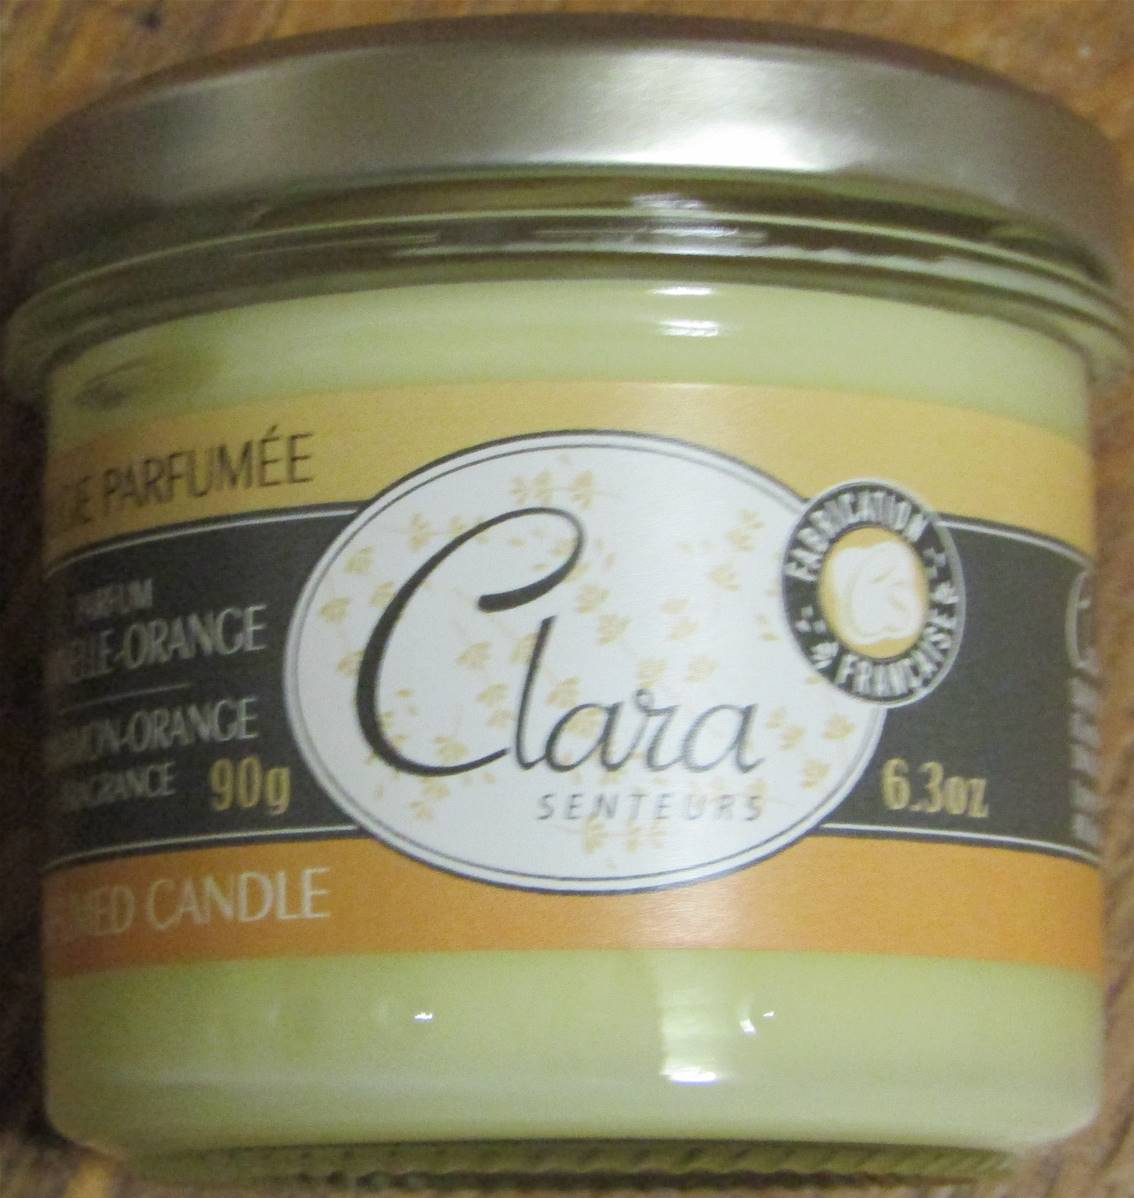 PARFUMÉE
PARFUM
-ORANGE
-ORANGE
90g
CANDLE
Clara
SENTEURS
FABRICATION
FRANÇAISE
6.3oz